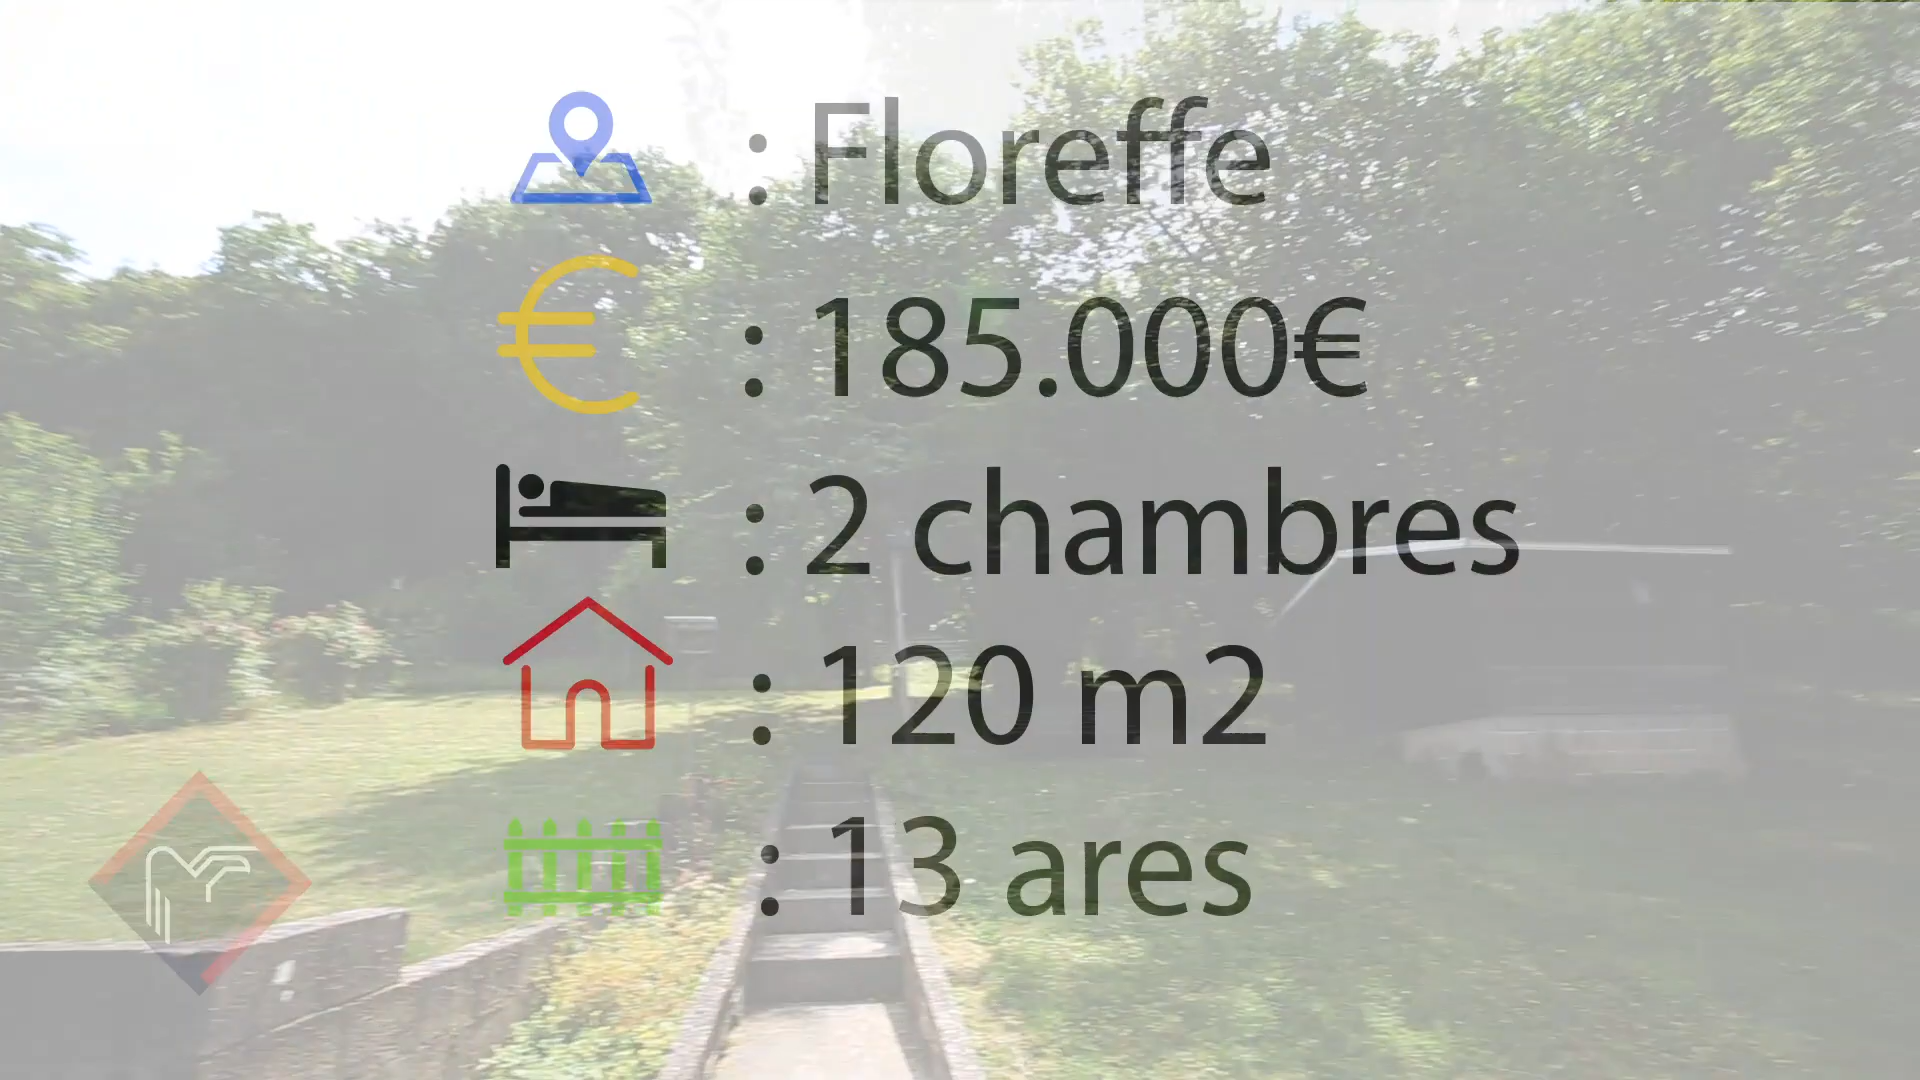 : Floreffe
: 185.000€
: 2 chambres
: 120 m2
: 13 ares